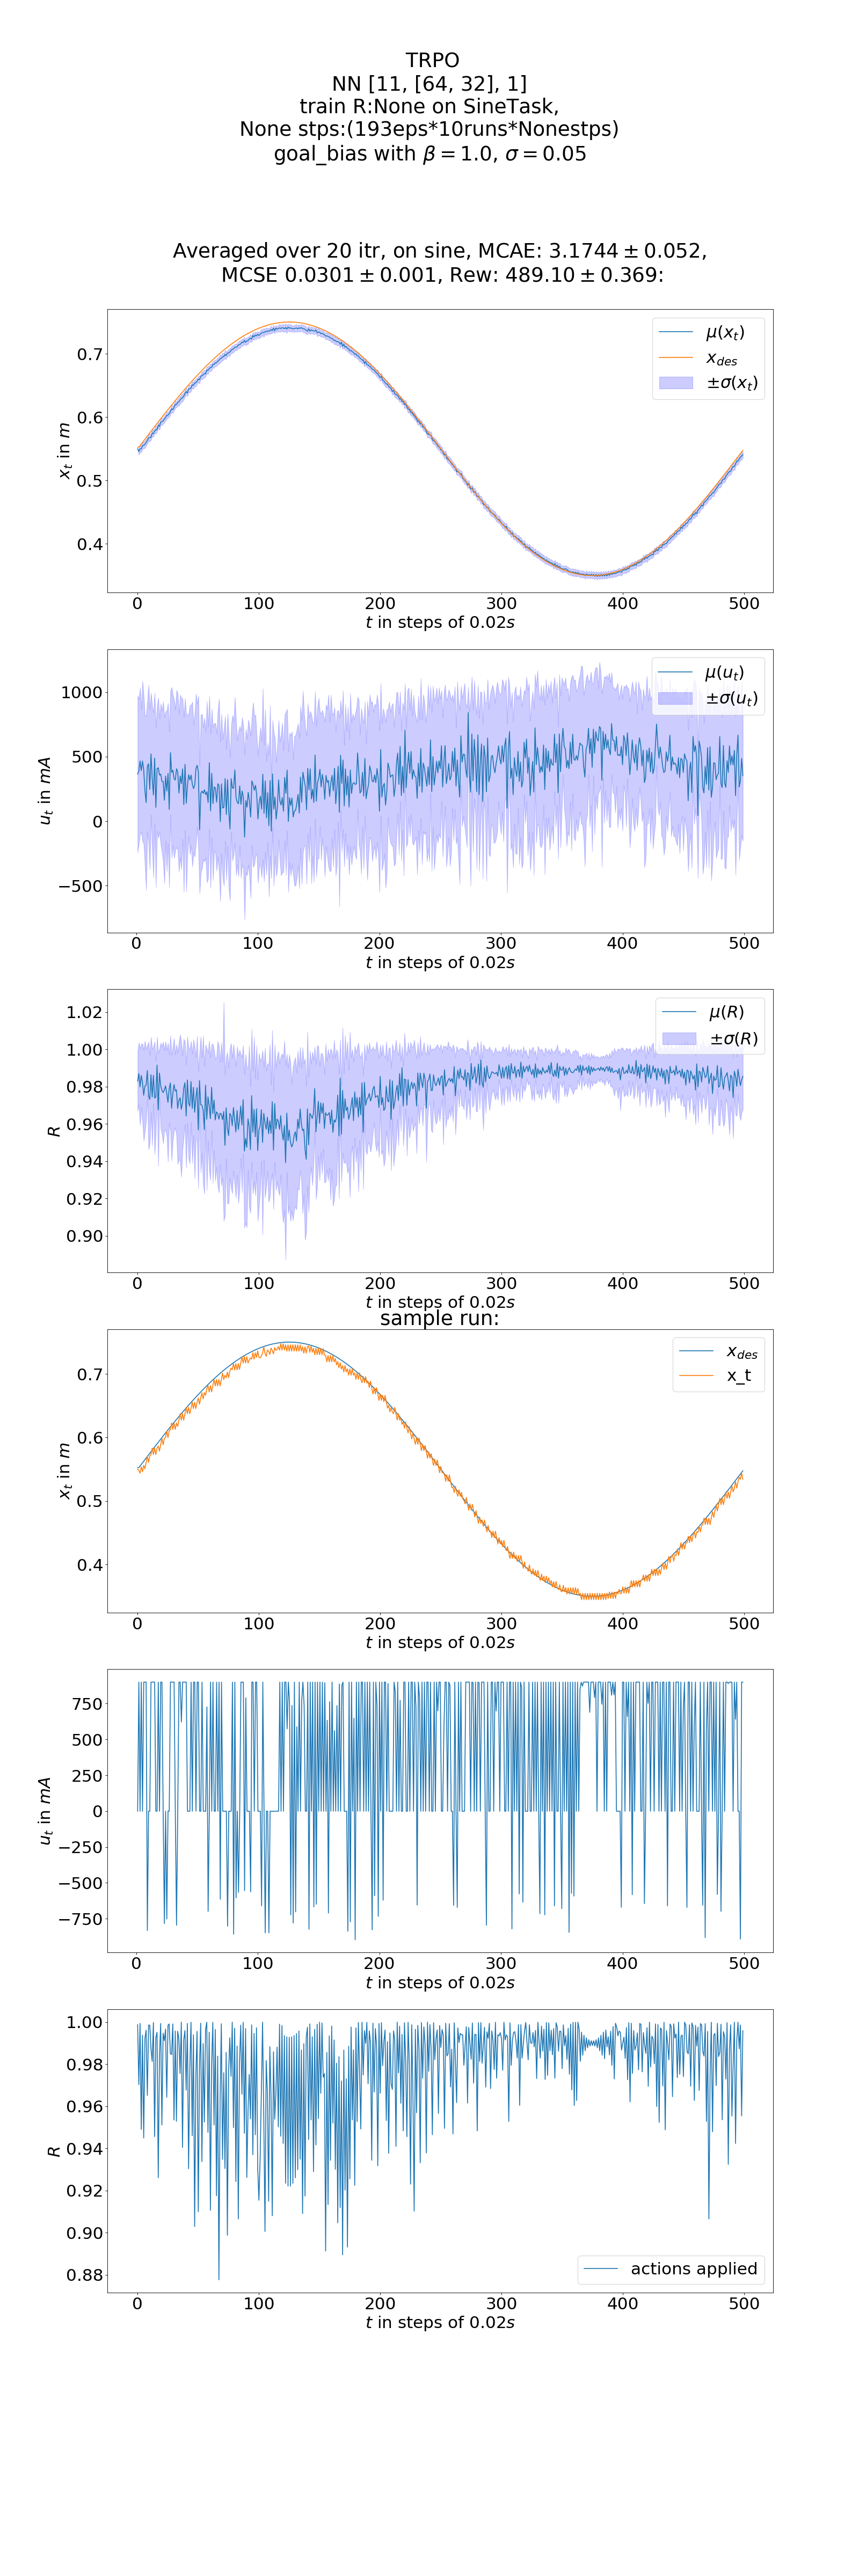 TRPO
NN [11, [64, 32], 1]
train R:None on SineTask,
None stps:(193eps*10runs*Nonestps)
goal_bias with β = 1.0, σ = 0.05
Averaged over 20 itr, on sine, MCAE: 3.1744 ± 0.052,
MCSE 0.0301 ± 0.001, Rew: 489.10 ± 0.369:
μ(x_t)
x_des
±σ(x_t)
x_t in m
0.7
0.6
0.5
0.4
0 100 200 300 400 500
t in steps of 0.02s
μ(u_t)
±σ(u_t)
u_t in mA
1000
500
0
−500
0 100 200 300 400 500
t in steps of 0.02s
μ(R)
±σ(R)
R
1.02
1.00
0.98
0.96
0.94
0.92
0.90
0 100 200 300 400 500
t in steps of 0.02s
sample run:
x_des
x_t
x_t in m
0.7
0.6
0.5
0.4
0 100 200 300 400 500
t in steps of 0.02s
u_t in mA
750
500
250
0
−250
−500
−750
0 100 200 300 400 500
t in steps of 0.02s
R
1.00
0.98
0.96
0.94
0.92
0.90
0.88
actions applied
0 100 200 300 400 500
t in steps of 0.02s